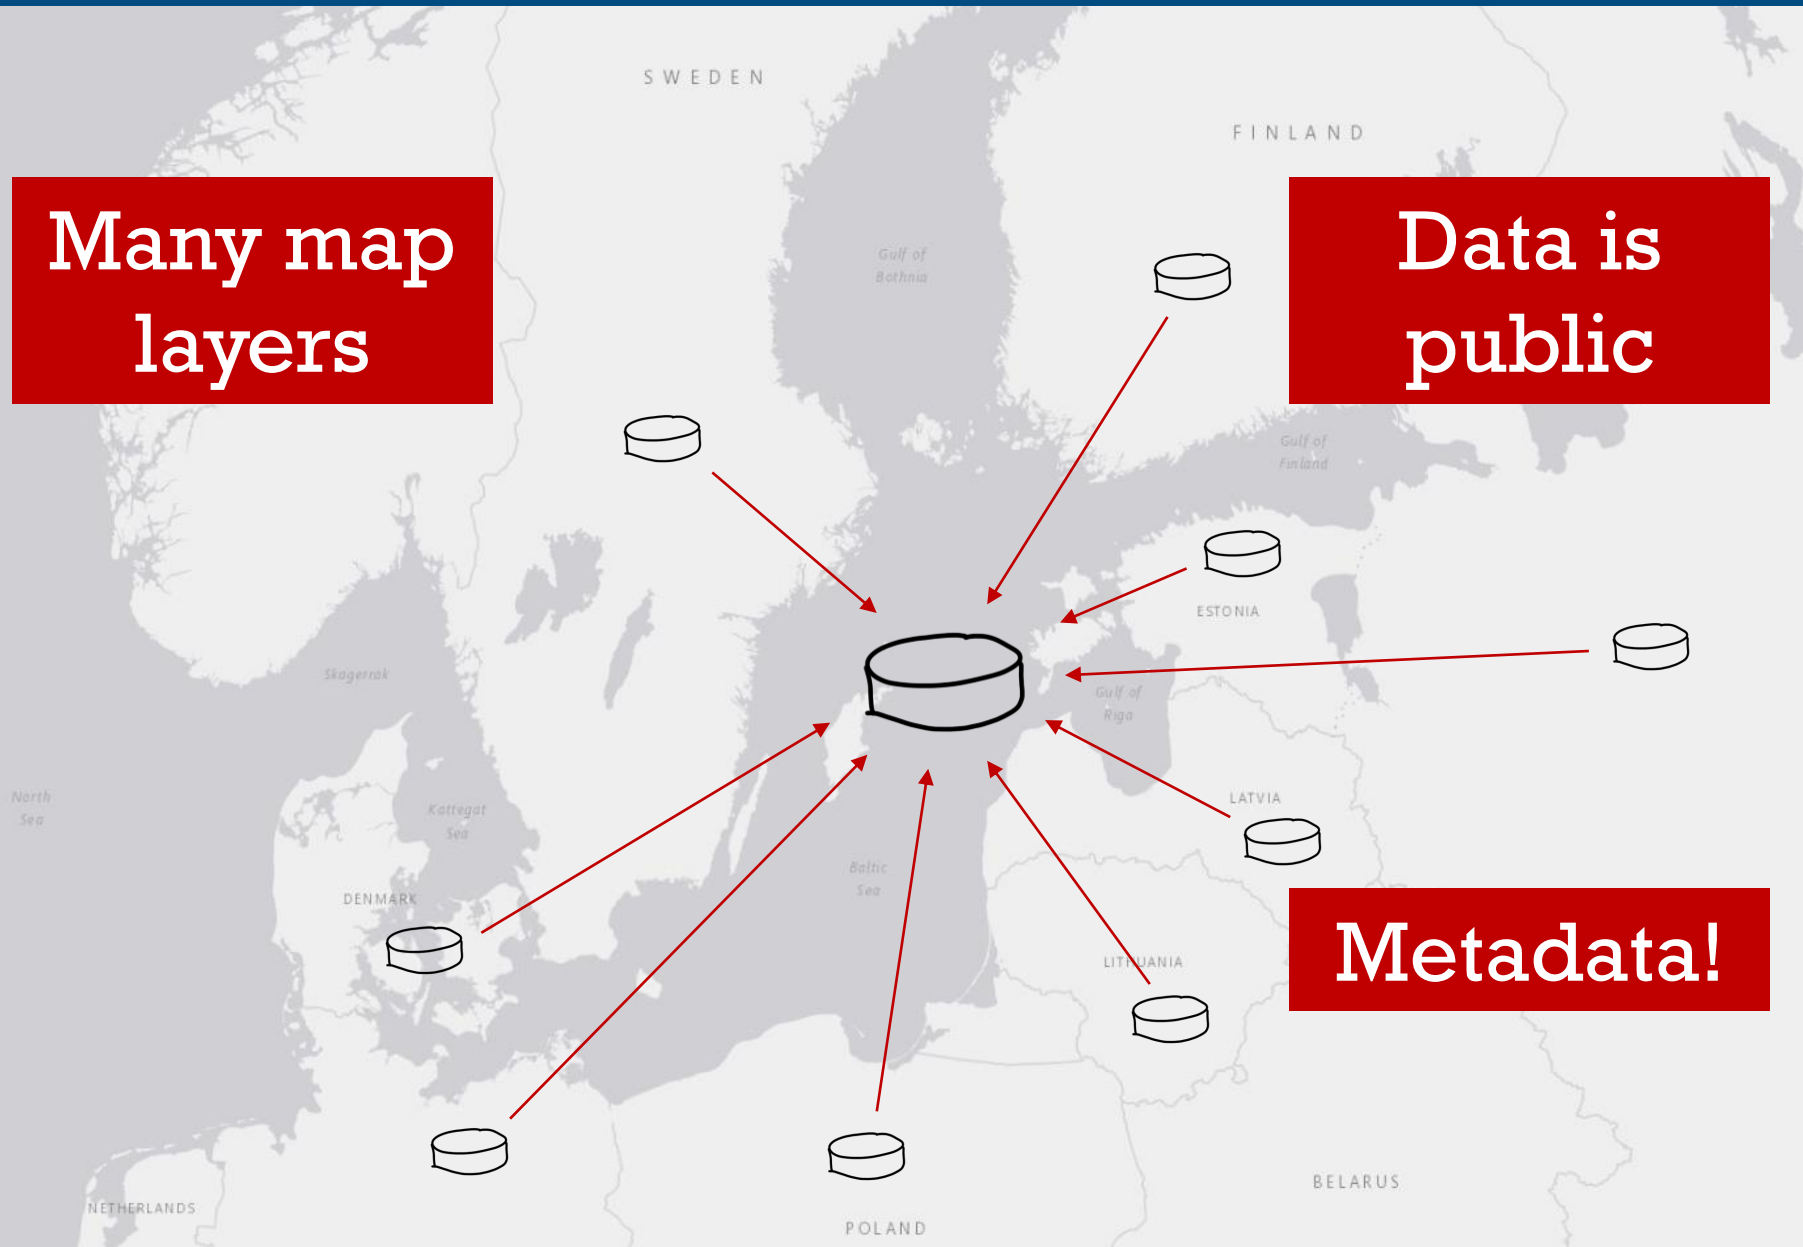 SWEDEN
FINLAND
Many map
layers
Data is
public
Gulf of
Bothnia
Gulf of
Finland
ESTONIA
Skagerrak
Gulf of
Riga
North
Sea
Kattegat
Sea
LATVIA
Baltic
Sea
DENMARK
Metadata!
LITHUANIA
BELARUS
NETHERLANDS
POLAND